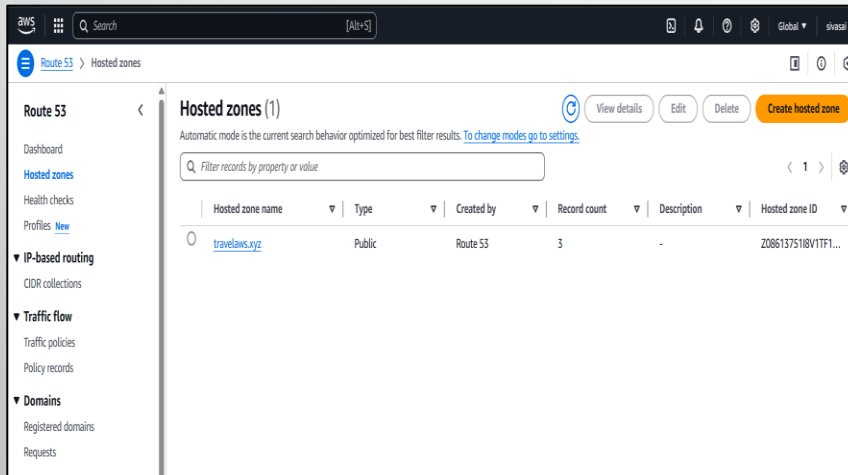 aws Search [Alt+S] Global sivasai
Route 53 > Hosted zones
Route 53
Dashboard
Hosted zones
Health checks
Profiles New
IP-based routing
CIDR collections
Traffic flow
Traffic policies
Policy records
Domains
Registered domains
Requests
Hosted zones (1)
View details Edit Delete Create hosted zone
Automatic mode is the current search behavior optimized for best filter results. To change modes go to settings.
Filter records by property or value
1
Hosted zone name Type Created by Record count Description Hosted zone ID
travelaws.xyz Public Route 53 3 -